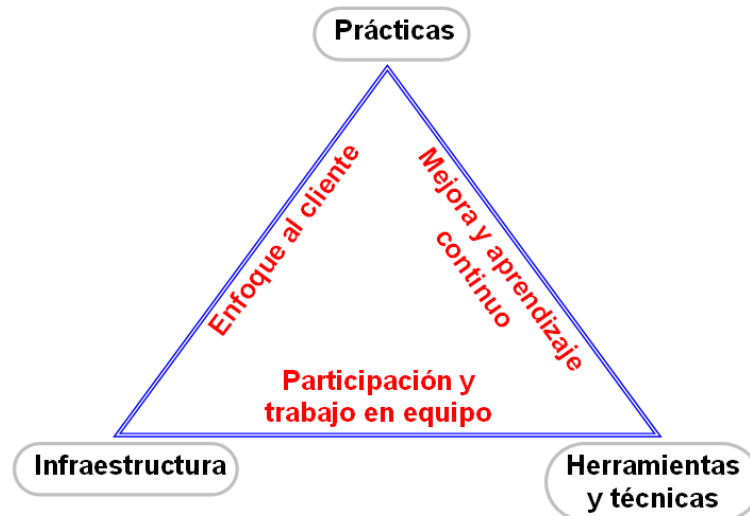 Prácticas
Enfoque al cliente
Mejora y aprendizaje
continuo
Participación y
trabajo en equipo
Infraestructura
Herramientas
y técnicas